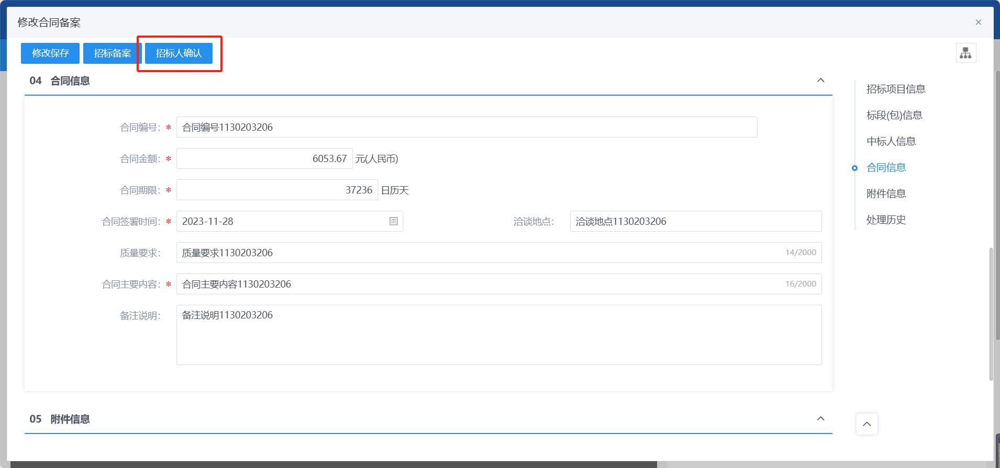 修改合同备案
修改保存 招标备案 招标人确认
04 合同信息
合同编号: * 合同编号1130203206
合同金额: * 6053.67 元(人民币)
合同期限: * 37236 日历天
合同签署时间: * 2023-11-28 洽谈地点: 洽谈地点1130203206
质量要求: 质量要求1130203206 14/2000
合同主要内容: * 合同主要内容1130203206 16/2000
备注说明: 备注说明1130203206
05 附件信息
招标项目信息
标段(包)信息
中标人信息
合同信息
附件信息
处理历史